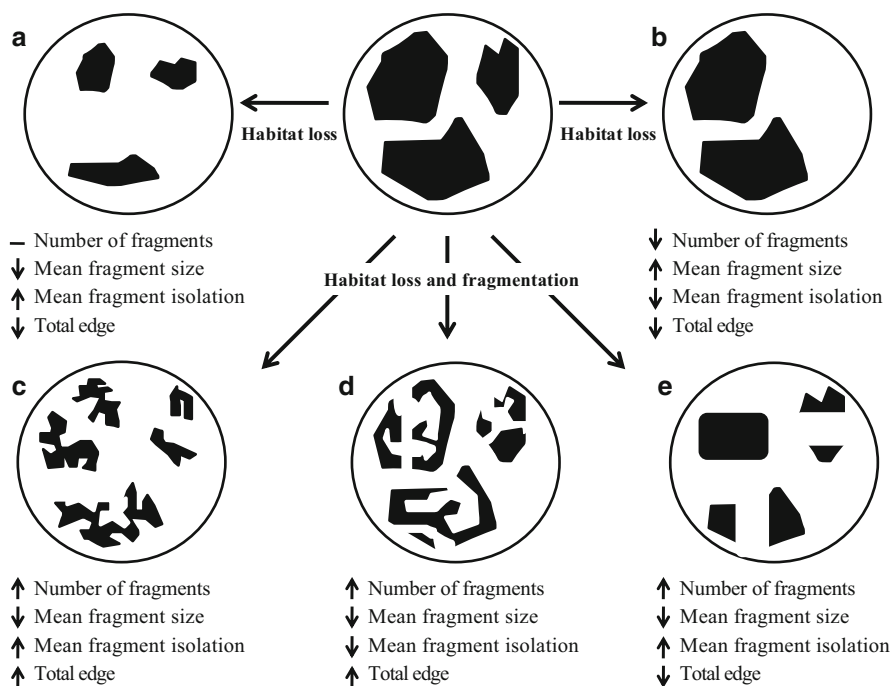 a
b
Habitat loss
Habitat loss
– Number of fragments
↓ Mean fragment size
↑ Mean fragment isolation
↓ Total edge
↓ Number of fragments
↑ Mean fragment size
↓ Mean fragment isolation
↓ Total edge
Habitat loss and fragmentation
c
d
e
↑ Number of fragments
↓ Mean fragment size
↑ Mean fragment isolation
↑ Total edge
↑ Number of fragments
↓ Mean fragment size
↓ Mean fragment isolation
↑ Total edge
↑ Number of fragments
↓ Mean fragment size
↑ Mean fragment isolation
↓ Total edge